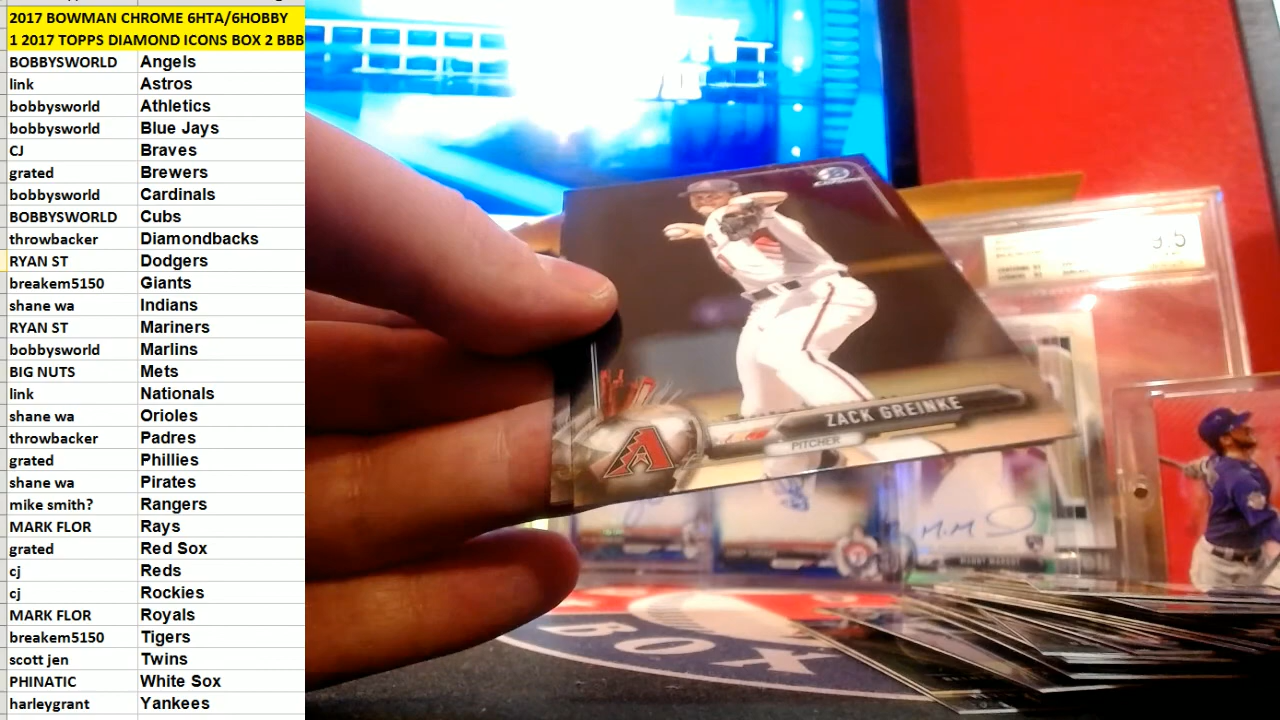 2017 BOWMAN CHROME 6HTA/6HOBBY
1 2017 TOPPS DIAMOND ICONS BOX 2 BBB
BOBBYSWORLD Angels
link Astros
bobbysworld Athletics
bobbysworld Blue Jays
CJ Braves
grated Brewers
bobbysworld Cardinals
BOBBYSWORLD Cubs
throwbacker Diamondbacks
RYAN ST Dodgers
breakem5150 Giants
shane wa Indians
RYAN ST Mariners
bobbysworld Marlins
BIG NUTS Mets
link Nationals
shane wa Orioles
throwbacker Padres
grated Phillies
shane wa Pirates
mike smith? Rangers
MARK FLOR Rays
grated Red Sox
cj Reds
cj Rockies
MARK FLOR Royals
breakem5150 Tigers
scott jen Twins
PHINATIC White Sox
harleygrant Yankees
ZACK GREINKE
PITCHER
9.5
BOX